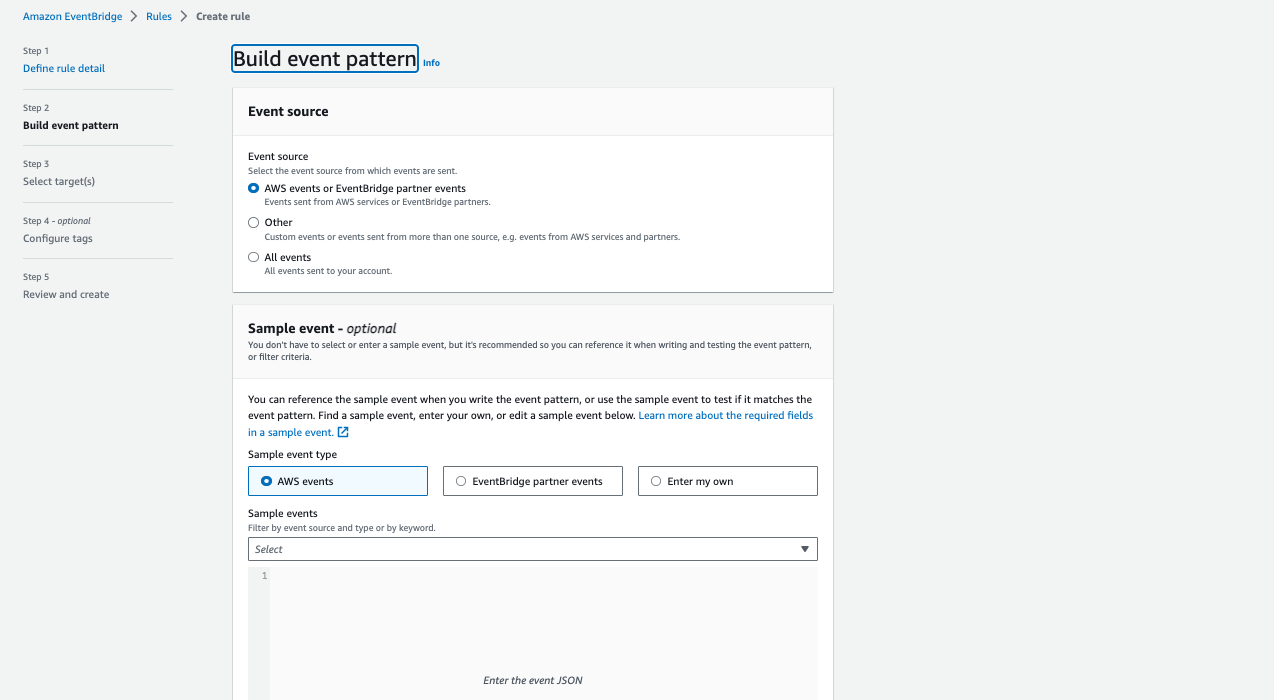 Amazon EventBridge > Rules > Create rule
Step 1
Define rule detail
Step 2
Build event pattern
Step 3
Select target(s)
Step 4 - optional
Configure tags
Step 5
Review and create
Build event pattern Info
Event source
Event source
Select the event source from which events are sent.
AWS events or EventBridge partner events
Events sent from AWS services or EventBridge partners.
Other
Custom events or events sent from more than one source, e.g. events from AWS services and partners.
All events
All events sent to your account.
Sample event - optional
You don't have to select or enter a sample event, but it's recommended so you can reference it when writing and testing the event pattern,
or filter criteria.
You can reference the sample event when you write the event pattern, or use the sample event to test if it matches the
event pattern. Find a sample event, enter your own, or edit a sample event below. Learn more about the required fields
in a sample event.
Sample event type
AWS events EventBridge partner events Enter my own
Sample events
Filter by event source and type or by keyword.
Select
1
Enter the event JSON